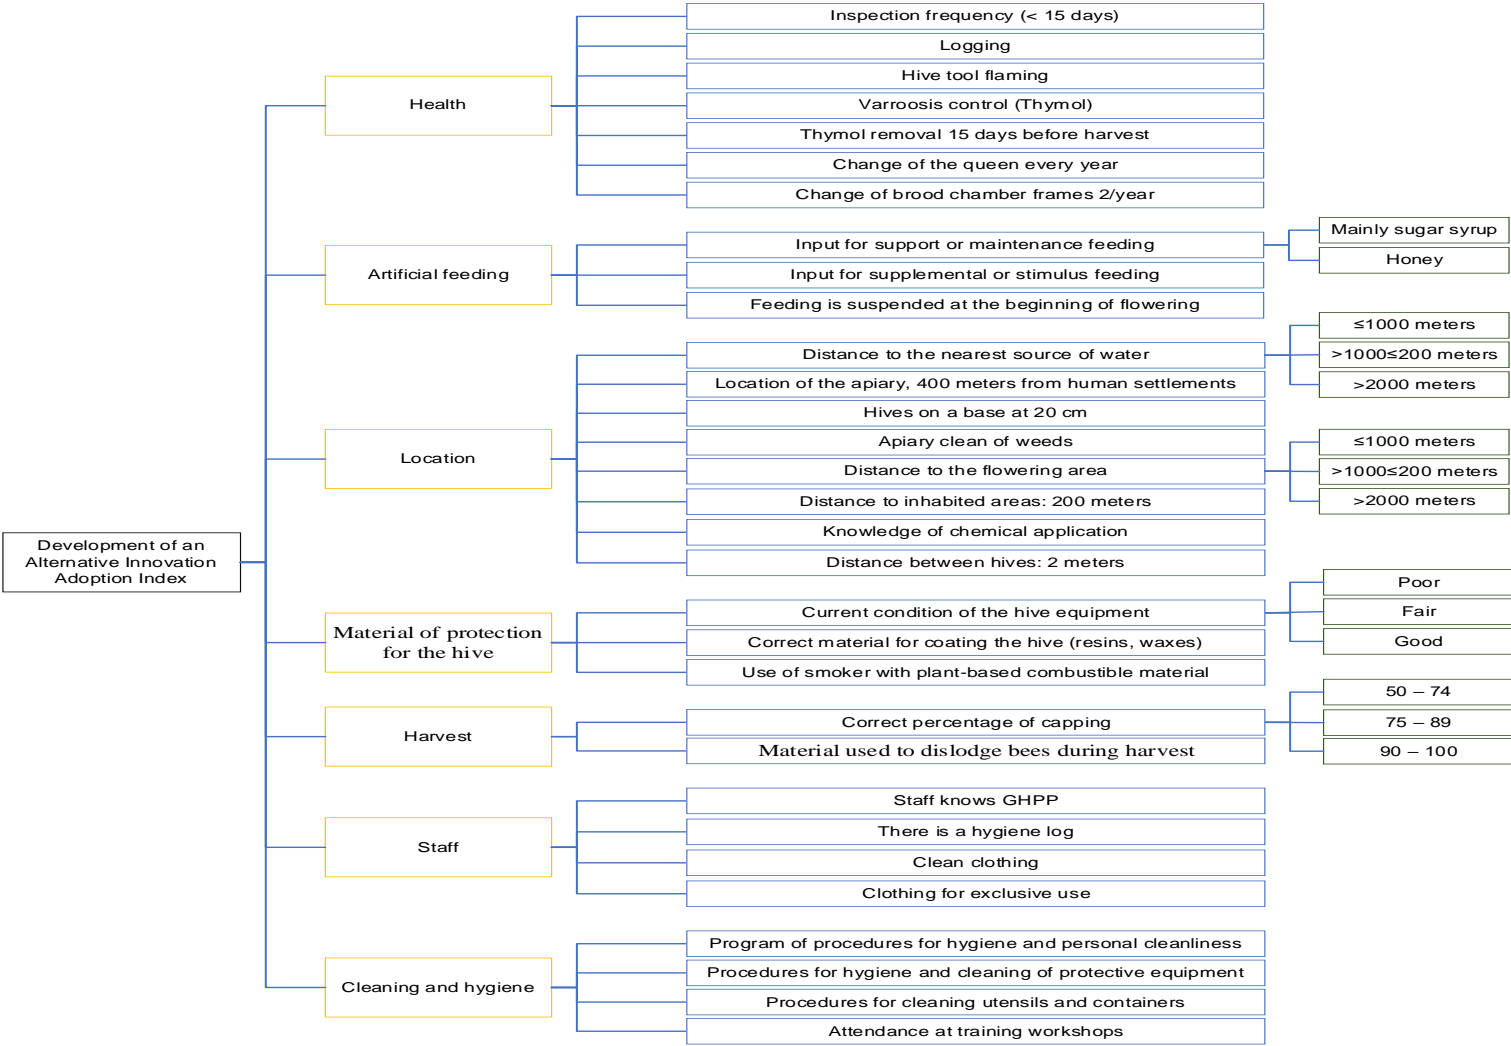 Development of an
Alternative Innovation
Adoption Index
Health
Inspection frequency (< 15 days)
Logging
Hive tool flaming
Varroosis control (Thymol)
Thymol removal 15 days before harvest
Change of the queen every year
Change of brood chamber frames 2/year
Artificial feeding
Input for support or maintenance feeding
Mainly sugar syrup
Honey
Input for supplemental or stimulus feeding
Feeding is suspended at the beginning of flowering
Location
Distance to the nearest source of water
≤1000 meters
>1000≤200 meters
>2000 meters
Location of the apiary, 400 meters from human settlements
Hives on a base at 20 cm
Apiary clean of weeds
Distance to the flowering area
≤1000 meters
>1000≤200 meters
>2000 meters
Distance to inhabited areas: 200 meters
Knowledge of chemical application
Distance between hives: 2 meters
Material of protection
for the hive
Current condition of the hive equipment
Poor
Fair
Good
Correct material for coating the hive (resins, waxes)
Use of smoker with plant-based combustible material
Harvest
Correct percentage of capping
50 – 74
75 – 89
90 – 100
Material used to dislodge bees during harvest
Staff
Staff knows GHPP
There is a hygiene log
Clean clothing
Clothing for exclusive use
Cleaning and hygiene
Program of procedures for hygiene and personal cleanliness
Procedures for hygiene and cleaning of protective equipment
Procedures for cleaning utensils and containers
Attendance at training workshops